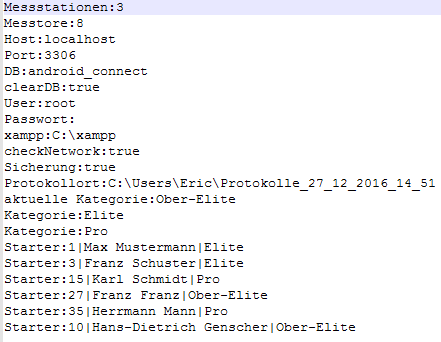 Messstationen:3
Messtore:8
Host:localhost
Port:3306
DB:android_connect
clearDB:true
User:root
Passwort:
xampp:C:\xampp
checkNetwork:true
Sicherung:true
Protokollort:C:\Users\Eric\Protokolle_27_12_2016_14_51
aktuelle Kategorie:Ober-Elite
Kategorie:Elite
Kategorie:Pro
Starter:1|Max Mustermann|Elite
Starter:3|Franz Schuster|Elite
Starter:15|Karl Schmidt|Pro
Starter:27|Franz Franz|Ober-Elite
Starter:35|Herrmann Mann|Pro
Starter:10|Hans-Dietrich Genscher|Ober-Elite